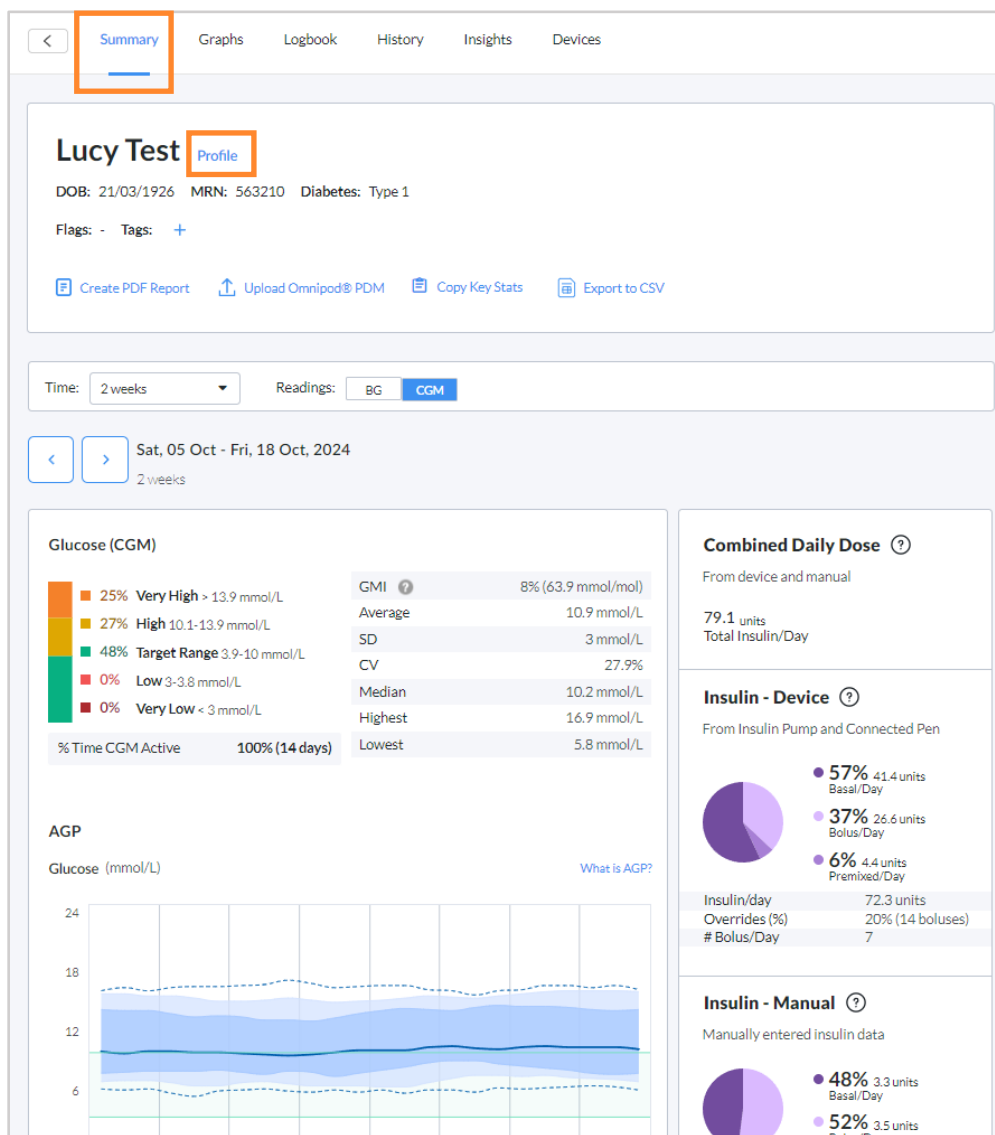 Summary Graphs Logbook History Insights Devices
Lucy Test Profile
DOB: 21/03/1926 MRN: 563210 Diabetes: Type 1
Flags: - Tags: +
Create PDF Report Upload Omnipod® PDM Copy Key Stats Export to CSV
Time: 2 weeks Readings: BG CGM
Sat, 05 Oct - Fri, 18 Oct, 2024
2 weeks
Glucose (CGM)
25% Very High > 13.9 mmol/L
27% High 10.1-13.9 mmol/L
48% Target Range 3.9-10 mmol/L
0% Low 3-3.8 mmol/L
0% Very Low < 3 mmol/L
% Time CGM Active 100% (14 days)
GMI ? 8% (63.9 mmol/mol)
Average 10.9 mmol/L
SD 3 mmol/L
CV 27.9%
Median 10.2 mmol/L
Highest 16.9 mmol/L
Lowest 5.8 mmol/L
AGP
Glucose (mmol/L) What is AGP?
24
18
12
6
Combined Daily Dose ?
From device and manual
79.1 units
Total Insulin/Day
Insulin - Device ?
From Insulin Pump and Connected Pen
57% 41.4 units
Basal/Day
37% 26.6 units
Bolus/Day
6% 4.4 units
Premixed/Day
Insulin/day 72.3 units
Overrides (%) 20% (14 boluses)
# Bolus/Day 7
Insulin - Manual ?
Manually entered insulin data
48% 3.3 units
Basal/Day
52% 3.5 units